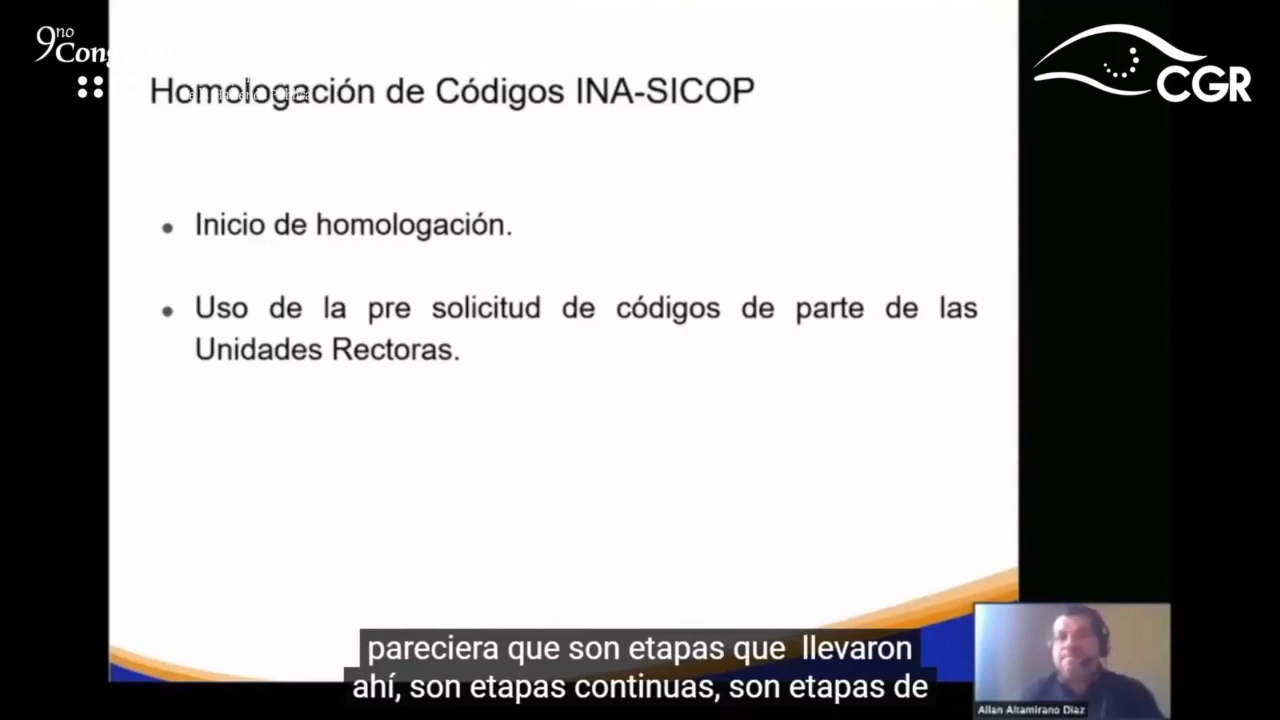 9no
Cong
CGR
Homologación de Códigos INA-SICOP
Inicio de homologación.
Uso de la pre solicitud de códigos de parte de las
Unidades Rectoras.
pareciera que son etapas que llevaron
ahí, son etapas continuas, son etapas de
Allan Altamirano Diaz